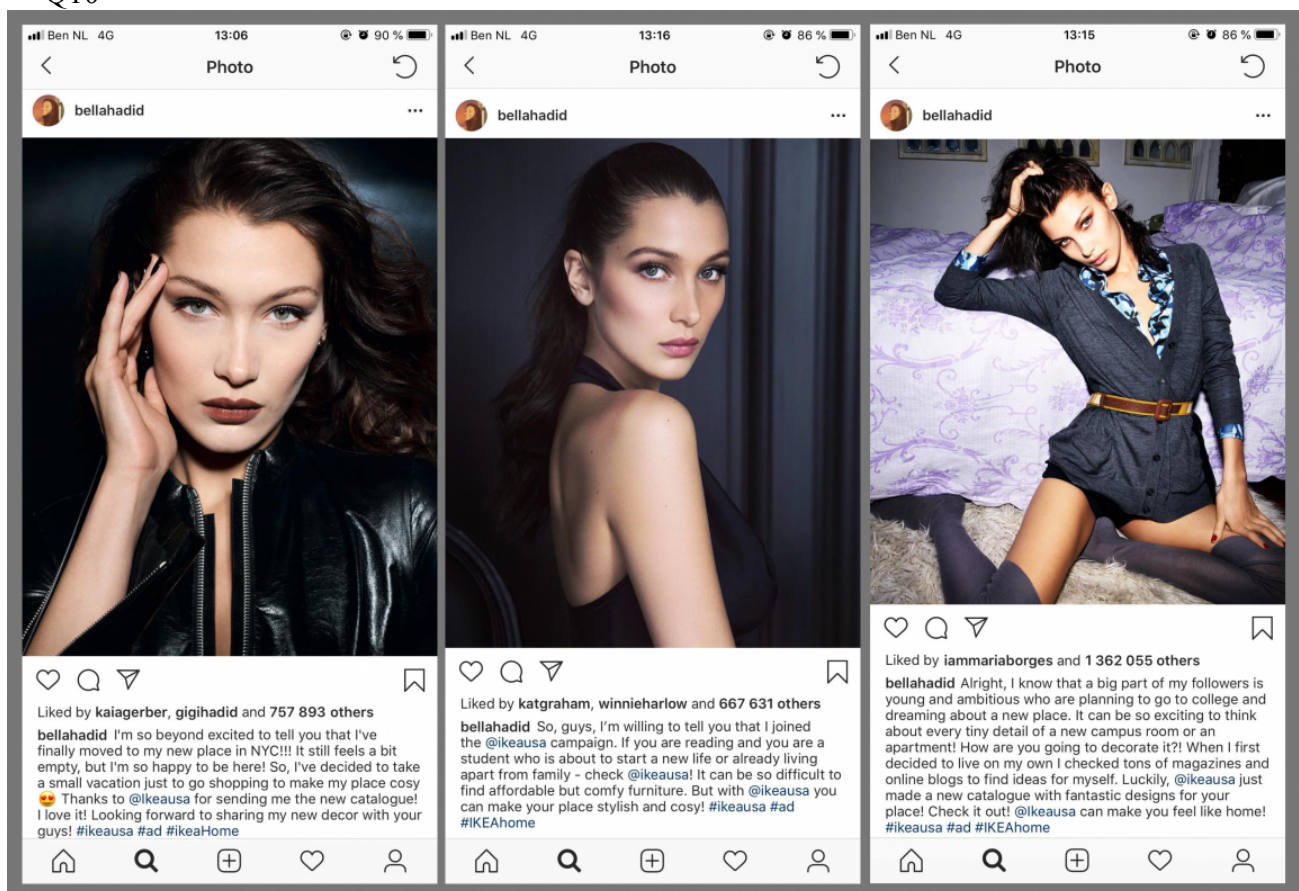 Q10
Ben NL 4G 13:06 90 %
Photo
bellahadid
Liked by kaiagerber, gigihadid and 757 893 others
bellahadid I'm so beyond excited to tell you that I've
finally moved to my new place in NYC!!! It still feels a bit
empty, but I'm so happy to be here! So, I've decided to take
a small vacation just to go shopping to make my place cosy
😍 Thanks to @Ikeausa for sending me the new catalogue!
I love it! Looking forward to sharing my new decor with your
guys! #ikeausa #ad #ikeaHome
Ben NL 4G 13:16 86 %
Photo
bellahadid
Liked by katgraham, winnieharlow and 667 631 others
bellahadid So, guys, I'm willing to tell you that I joined
the @ikeausa campaign. If you are reading and you are a
student who is about to start a new life or already living
apart from family - check @ikeausa! It can be so difficult to
find affordable but comfy furniture. But with @ikeausa you
can make your place stylish and cosy! #ikeausa #ad
#IKEAhome
Ben NL 4G 13:15 86 %
Photo
bellahadid
Liked by iammariaborges and 1 362 055 others
bellahadid Alright, I know that a big part of my followers is
young and ambitious who are planning to go to college and
dreaming about a new place. It can be so exciting to think
about every tiny detail of a new campus room or an
apartment! How are you going to decorate it?! When I first
decided to live on my own I checked tons of magazines and
online blogs to find ideas for myself. Luckily, @ikeausa just
made a new catalogue with fantastic designs for your
place! Check it out! @Ikeausa can make you feel like home!
#ikeausa #ad #IKEAhome